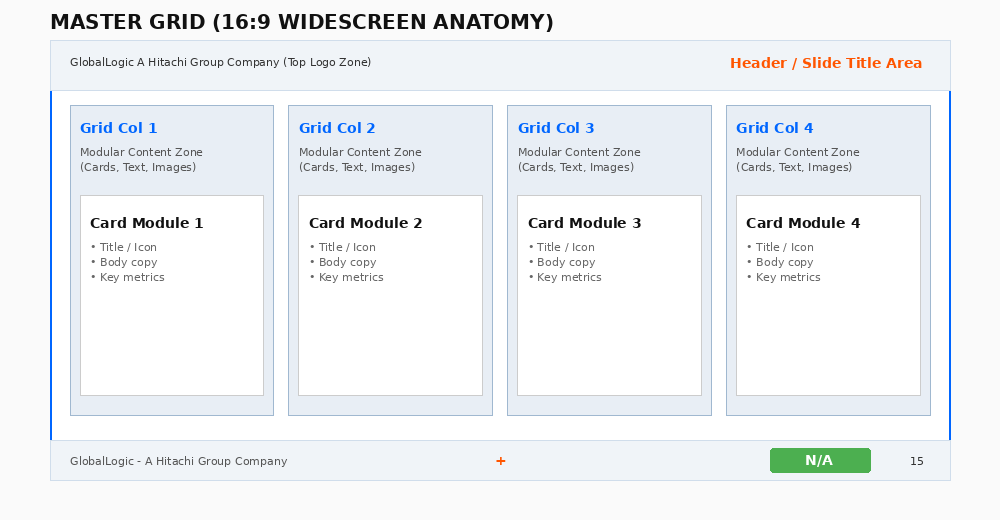 MASTER GRID (16:9 WIDESCREEN ANATOMY)
GlobalLogic A Hitachi Group Company (Top Logo Zone)
Header / Slide Title Area
Grid Col 1
Modular Content Zone
(Cards, Text, Images)
Card Module 1
• Title / Icon
• Body copy
• Key metrics
Grid Col 2
Modular Content Zone
(Cards, Text, Images)
Card Module 2
• Title / Icon
• Body copy
• Key metrics
Grid Col 3
Modular Content Zone
(Cards, Text, Images)
Card Module 3
• Title / Icon
• Body copy
• Key metrics
Grid Col 4
Modular Content Zone
(Cards, Text, Images)
Card Module 4
• Title / Icon
• Body copy
• Key metrics
GlobalLogic - A Hitachi Group Company
+
N/A
15